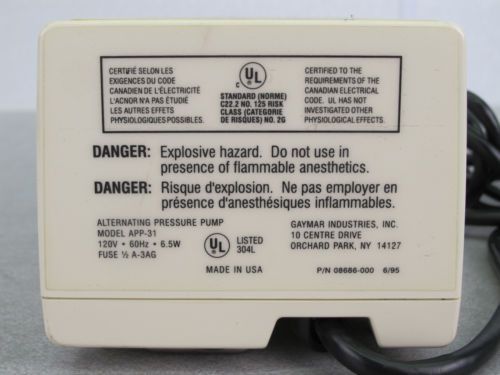 CERTIFIÉ SELON LES
EXIGENCES DU CODE
CANADIEN DE L'ÉLECTRICITÉ
L'ACNOR N'A PAS ÉTUDIÉ
LES AUTRES EFFETS
PHYSIOLOGIQUES POSSIBLES.
C UL
STANDARD (NORME)
C22.2 NO. 125 RISK
CLASS (CATEGORIE
DE RISQUES) NO. 2G
CERTIFIED TO THE
REQUIREMENTS OF THE
CANADIAN ELECTRICAL
CODE. UL HAS NOT
INVESTIGATED OTHER
PHYSIOLOGICAL EFFECTS.
DANGER: Explosive hazard. Do not use in
presence of flammable anesthetics.
DANGER: Risque d'explosion. Ne pas employer en
présence d'anesthésiques inflammables.
ALTERNATING PRESSURE PUMP
MODEL APP-31
120V • 60Hz • 6.5W
FUSE ½ A-3AG
UL LISTED
304L
MADE IN USA
GAYMAR INDUSTRIES, INC.
10 CENTRE DRIVE
ORCHARD PARK, NY 14127
P/N 08686-000 6/95